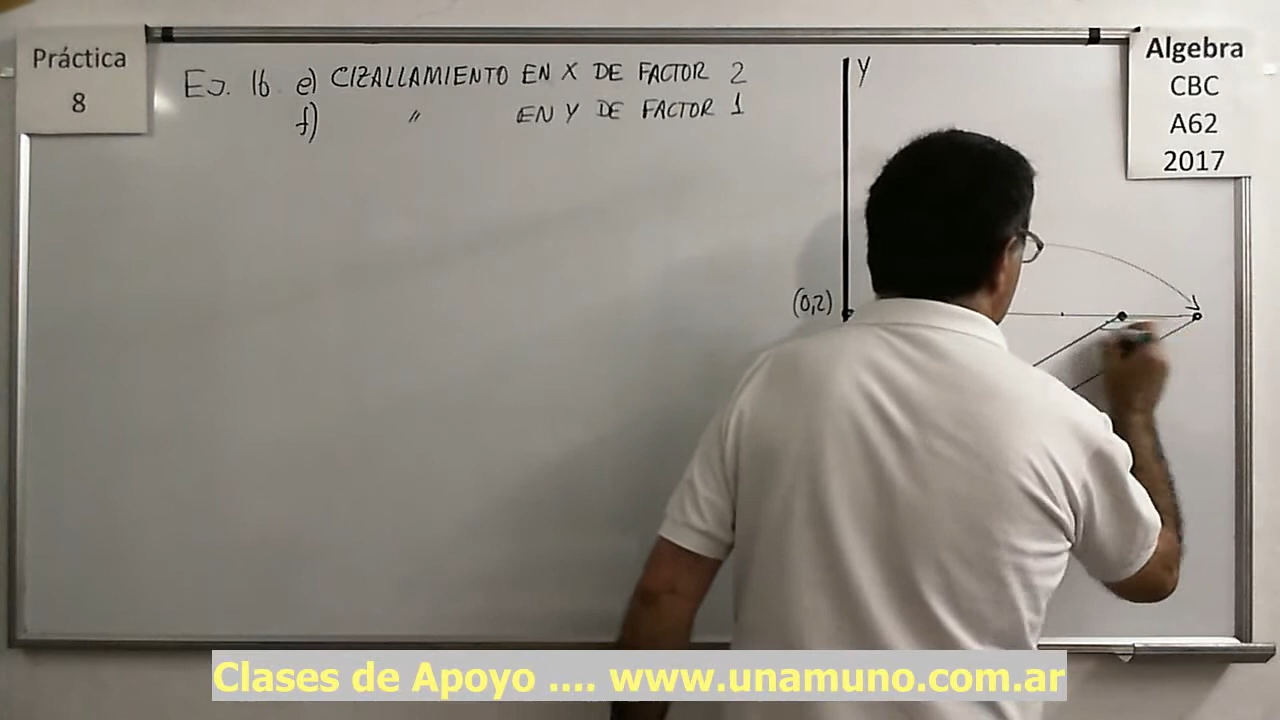 Práctica
8
Algebra
CBC
A62
2017
EJ. 16 e) CIZALLAMIENTO EN X DE FACTOR 2
f) " EN Y DE FACTOR 1
Y
(0,2)
Clases de Apoyo .... www.unamuno.com.ar